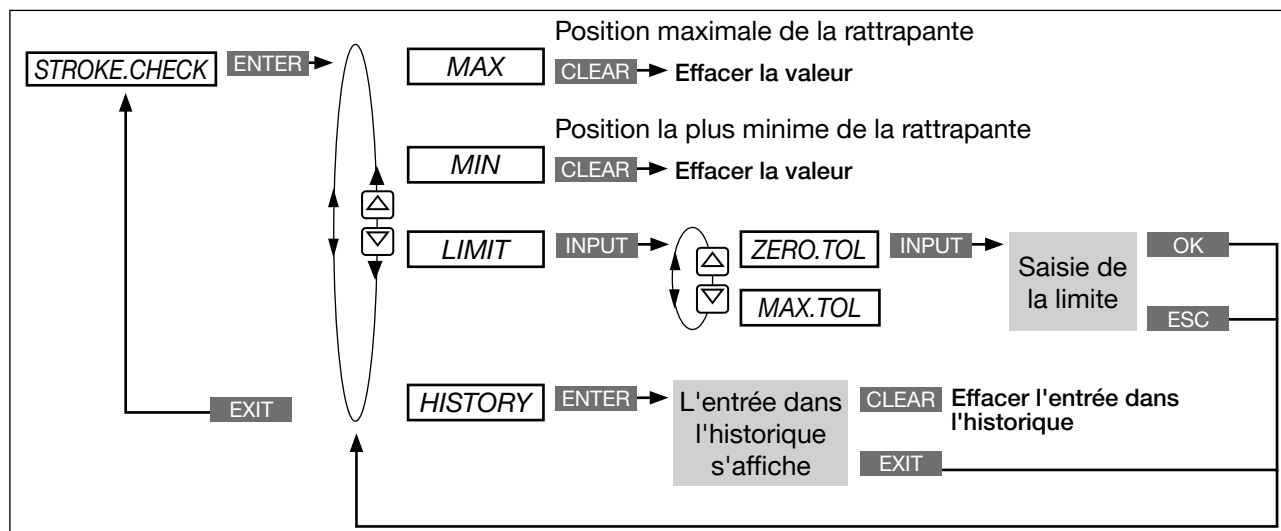 Position maximale de la rattrapante
STROKE.CHECK
ENTER
MAX
CLEAR
Effacer la valeur
Position la plus minime de la rattrapante
MIN
CLEAR
Effacer la valeur
LIMIT
INPUT
ZERO.TOL
MAX.TOL
INPUT
Saisie de
la limite
OK
ESC
HISTORY
ENTER
L'entrée dans
l'historique
s'affiche
CLEAR
Effacer l'entrée dans
l'historique
EXIT
EXIT